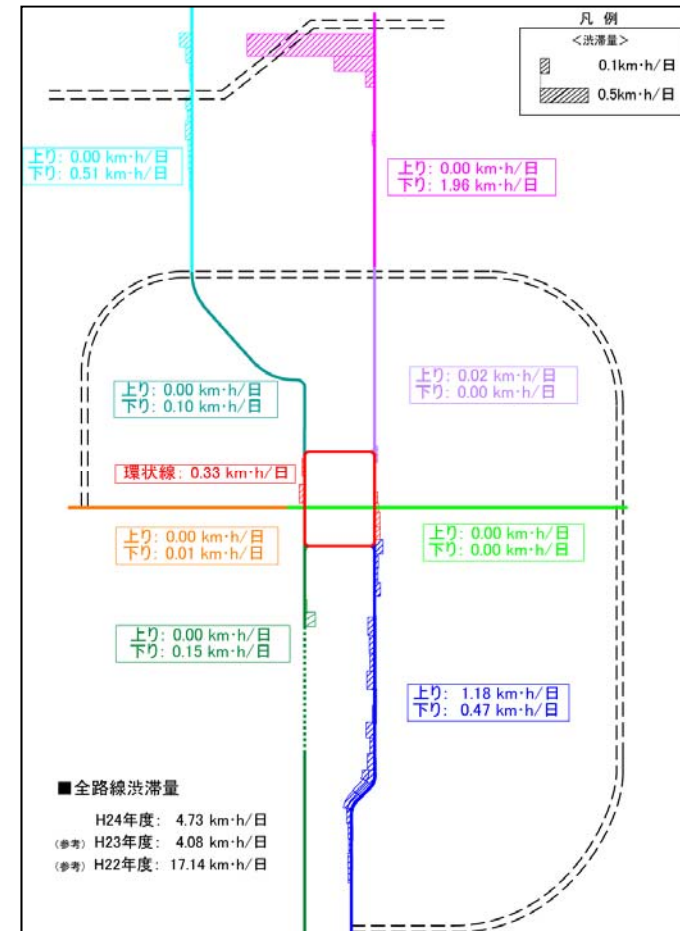 凡 例
<渋滞量>
0.1km·h/日
0.5km·h/日
上り: 0.00 km·h/日
下り: 0.51 km·h/日
上り: 0.00 km·h/日
下り: 1.96 km·h/日
上り: 0.00 km·h/日
下り: 0.10 km·h/日
上り: 0.02 km·h/日
下り: 0.00 km·h/日
環状線: 0.33 km·h/日
上り: 0.00 km·h/日
下り: 0.01 km·h/日
上り: 0.00 km·h/日
下り: 0.00 km·h/日
上り: 0.00 km·h/日
下り: 0.15 km·h/日
上り: 1.18 km·h/日
下り: 0.47 km·h/日
■全路線渋滞量
H24年度: 4.73 km·h/日
(参考) H23年度: 4.08 km·h/日
(参考) H22年度: 17.14 km·h/日